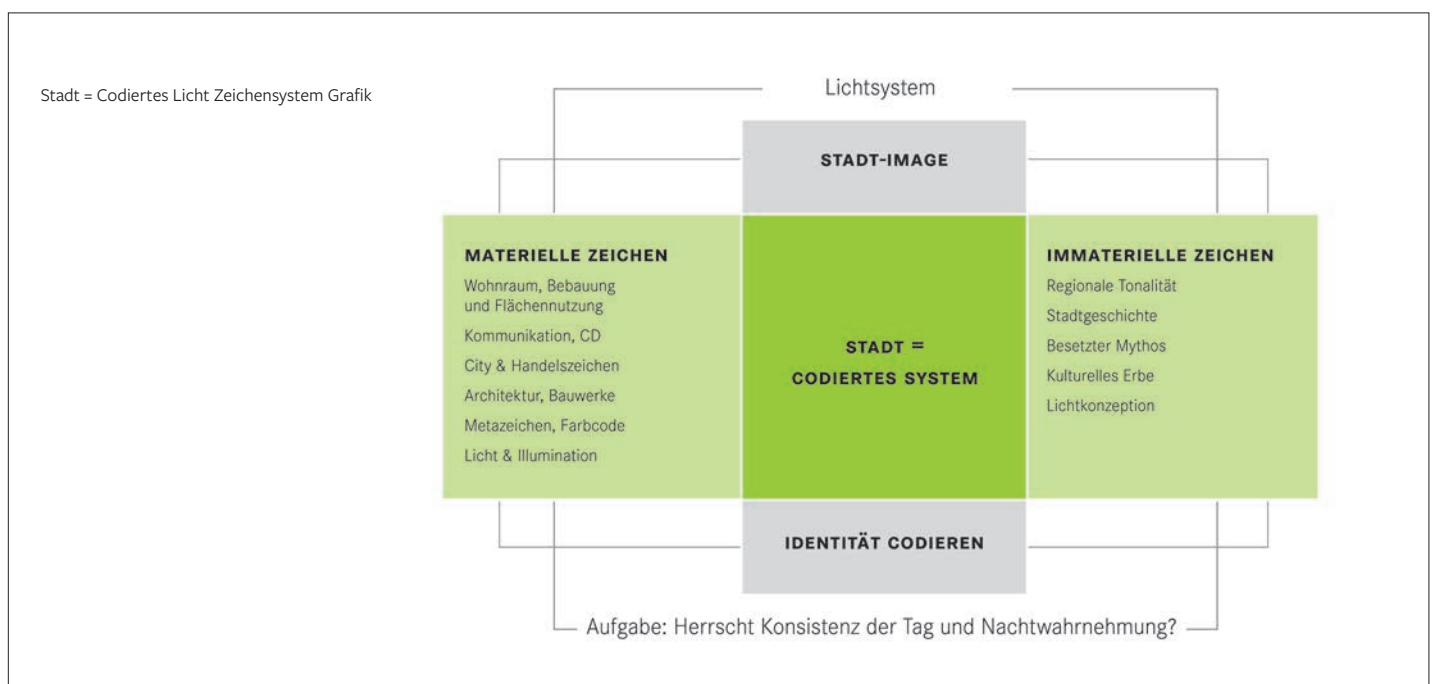 Stadt = Codiertes Licht Zeichensystem Grafik
Lichtsystem
STADT-IMAGE
MATERIELLE ZEICHEN
Wohnraum, Bebauung
und Flächennutzung
Kommunikation, CD
City & Handelszeichen
Architektur, Bauwerke
Metazeichen, Farbcode
Licht & Illumination
STADT =
CODIERTES SYSTEM
IMMATERIELLE ZEICHEN
Regionale Tonalität
Stadtgeschichte
Besetzter Mythos
Kulturelles Erbe
Lichtkonzeption
IDENTITÄT CODIEREN
Aufgabe: Herrscht Konsistenz der Tag und Nachtwahrnehmung?